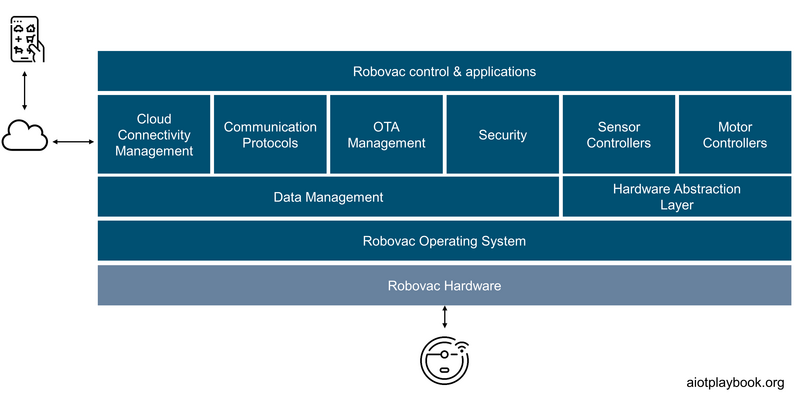 Robovac control & applications
Cloud
Connectivity
Management
Communication
Protocols
OTA
Management
Security
Sensor
Controllers
Motor
Controllers
Data Management
Hardware Abstraction
Layer
Robovac Operating System
Robovac Hardware
aiotplaybook.org